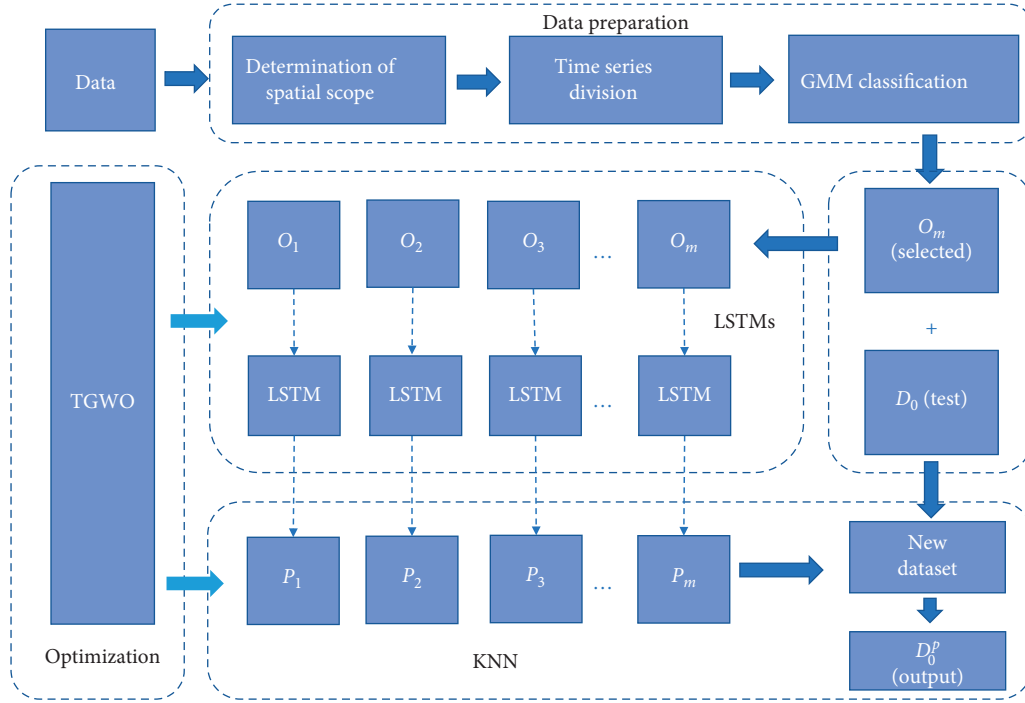 Data preparation
Data
Determination of
spatial scope
Time series
division
GMM classification
TGWO
Optimization
O₁
O₂
O₃
...
Oₘ
LSTMs
LSTM
LSTM
LSTM
...
LSTM
Oₘ
(selected)
+
D₀ (test)
P₁
P₂
P₃
...
Pₘ
KNN
New
dataset
D₀ᵖ
(output)